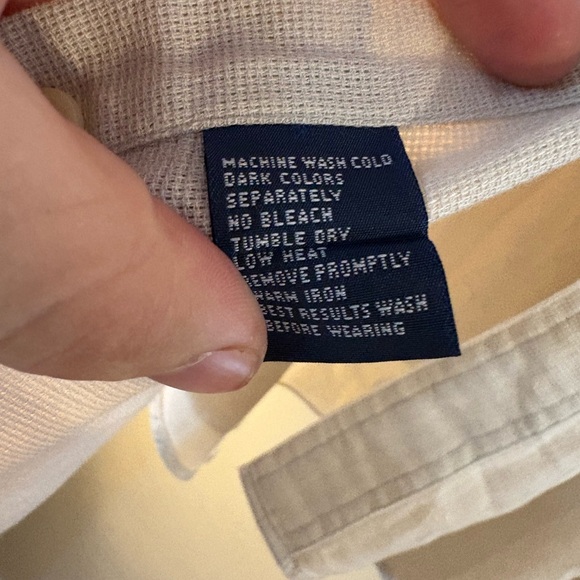 MACHINE WASH COLD
DARK COLORS
SEPARATELY
NO BLEACH
TUMBLE DRY
LOW HEAT
REMOVE PROMPTLY
WARM IRON
BEST RESULTS WASH
BEFORE WEARING